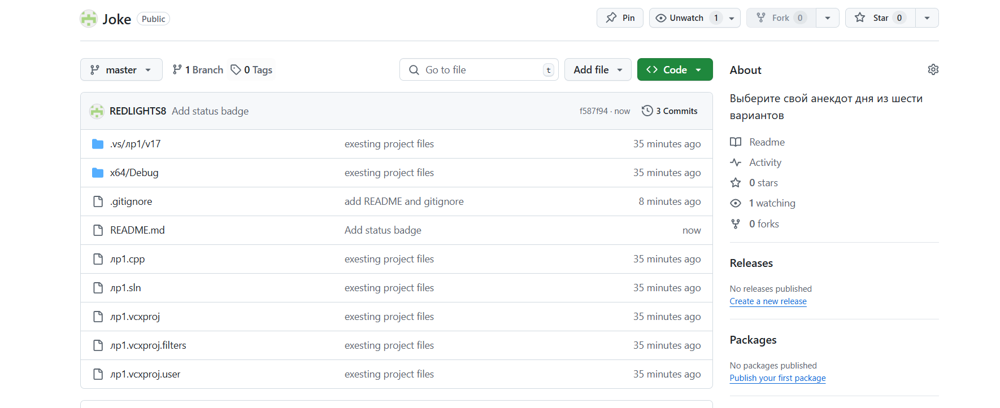 Joke Public Pin Unwatch 1 Fork 0 Star 0
master 1 Branch 0 Tags Go to file t Add file Code
REDLIGHTS8 Add status badge f587f94 · now 3 Commits
.vs/лр1/v17 exesting project files 35 minutes ago
x64/Debug exesting project files 35 minutes ago
.gitignore add README and gitignore 8 minutes ago
README.md Add status badge now
лр1.cpp exesting project files 35 minutes ago
лр1.sln exesting project files 35 minutes ago
лр1.vcxproj exesting project files 35 minutes ago
лр1.vcxproj.filters exesting project files 35 minutes ago
лр1.vcxproj.user exesting project files 35 minutes ago
About
Выберите свой анекдот дня из шести
вариантов
Readme
Activity
0 stars
1 watching
0 forks
Releases
No releases published
Create a new release
Packages
No packages published
Publish your first package